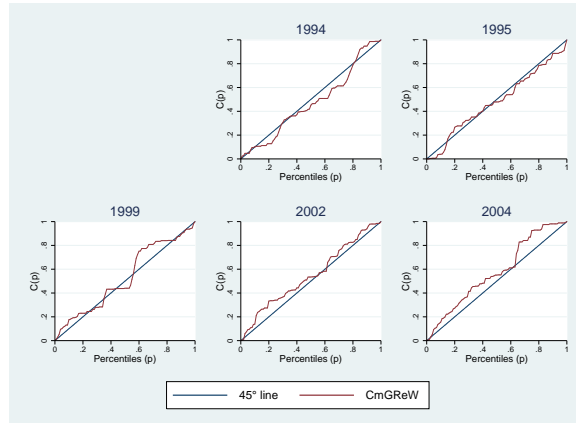 1994
1995
C(p)
0 .2 .4 .6 .8 1
0 .2 .4 .6 .8 1
Percentiles (p)
C(p)
0 .2 .4 .6 .8 1
0 .2 .4 .6 .8 1
Percentiles (p)
1999
2002
2004
C(p)
0 .2 .4 .6 .8 1
0 .2 .4 .6 .8 1
Percentiles (p)
C(p)
0 .2 .4 .6 .8 1
0 .2 .4 .6 .8 1
Percentiles (p)
C(p)
0 .2 .4 .6 .8 1
0 .2 .4 .6 .8 1
Percentiles (p)
45° line
CmGReW